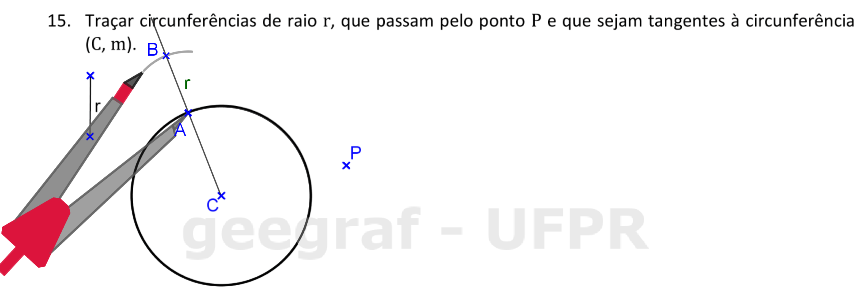 15. Traçar circunferências de raio r, que passam pelo ponto P e que sejam tangentes à circunferência
(C, m).
B
r
r
A
P
C
geegraf - UFPR